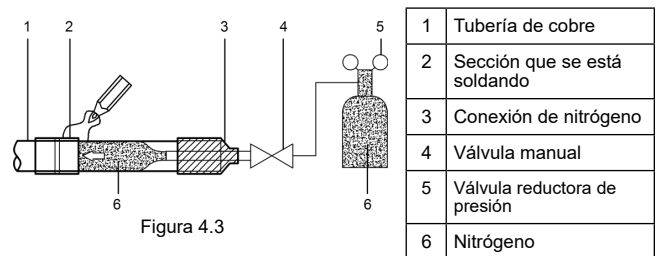 1 2 3 4 5
6 6
Figura 4.3
1 Tubería de cobre
2 Sección que se está
soldando
3 Conexión de nitrógeno
4 Válvula manual
5 Válvula reductora de
presión
6 Nitrógeno